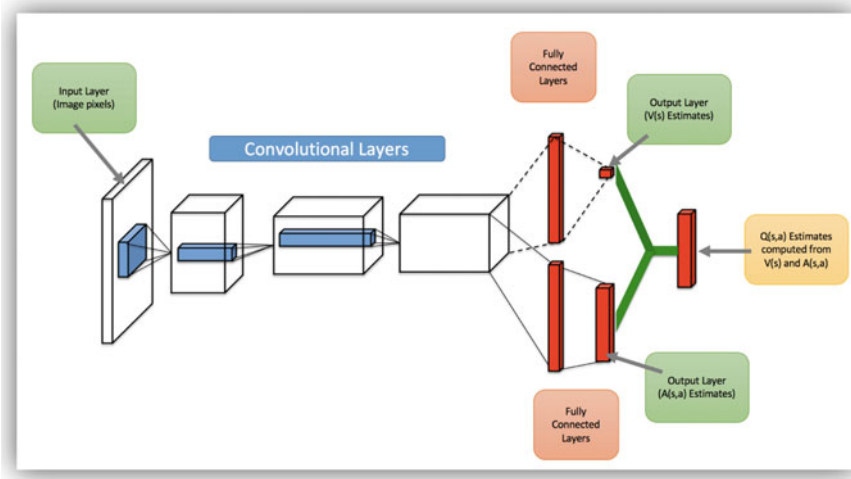 Fully
Connected
Layers
Input Layer
(Image pixels)
Output Layer
(V(s) Estimates)
Convolutional Layers
Q(s,a) Estimates
computed from
V(s) and A(s,a)
Output Layer
(A(s,a) Estimates)
Fully
Connected
Layers